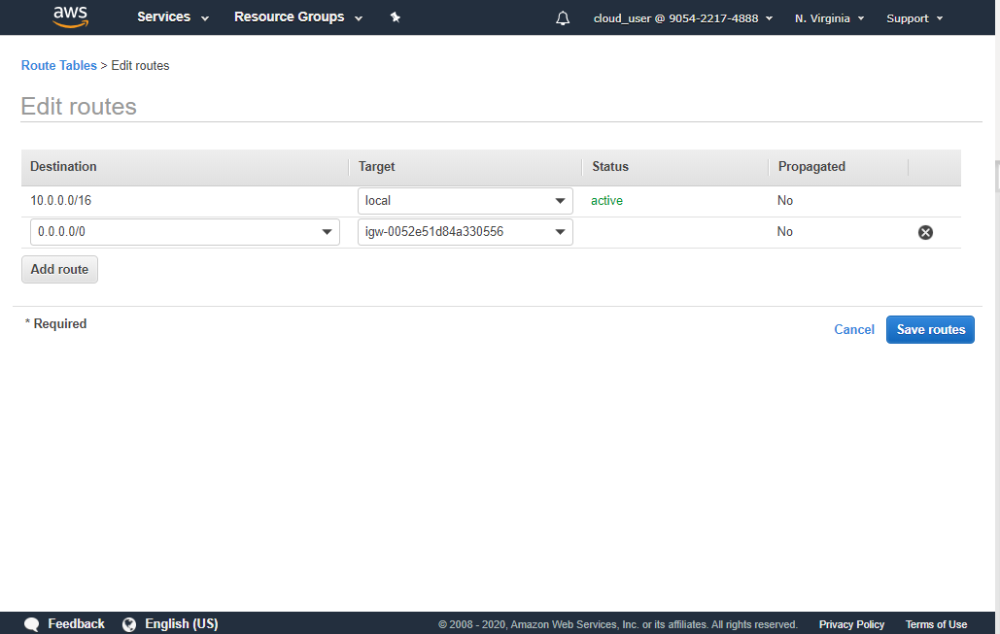 aws Services Resource Groups cloud_user @ 9054-2217-4888 N. Virginia Support
Route Tables > Edit routes
Edit routes
Destination Target Status Propagated
10.0.0.0/16 local active No
0.0.0.0/0 igw-0052e51d84a330556 No
Add route
* Required
Cancel Save routes
Feedback English (US) © 2008 - 2020, Amazon Web Services, Inc. or its affiliates. All rights reserved. Privacy Policy Terms of Use